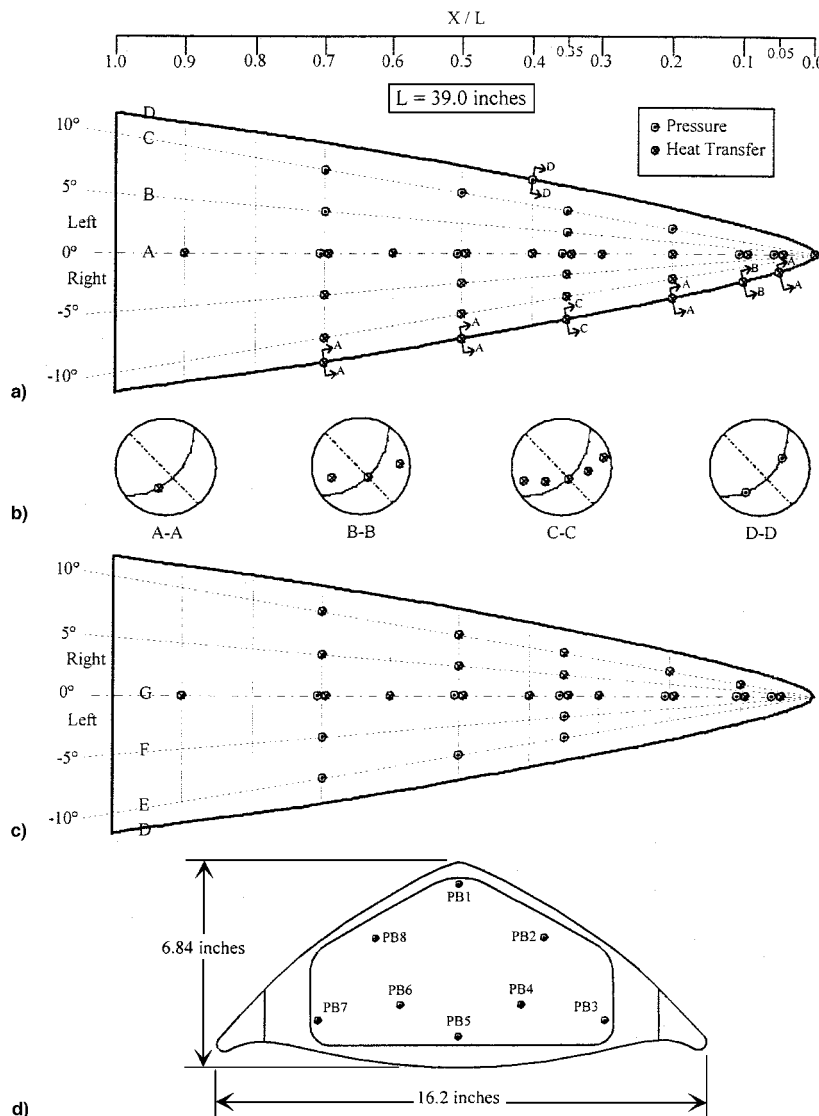 X / L
1.0 0.9 0.8 0.7 0.6 0.5 0.4 0.35 0.3 0.2 0.1 0.05 0.0
L = 39.0 inches
Pressure
Heat Transfer
D
10°
C
D
D
5°
B
Left
0°
A
Right
B
A
A
C
B
A
-5°
A
A
C
A
A
-10°
A
a)
b)
A-A
B-B
C-C
D-D
10°
5°
Right
0°
G
Left
F
-5°
E
-10°
D
c)
PB1
6.84 inches
PB8
PB2
PB6
PB4
PB7
PB3
PB5
16.2 inches
d)